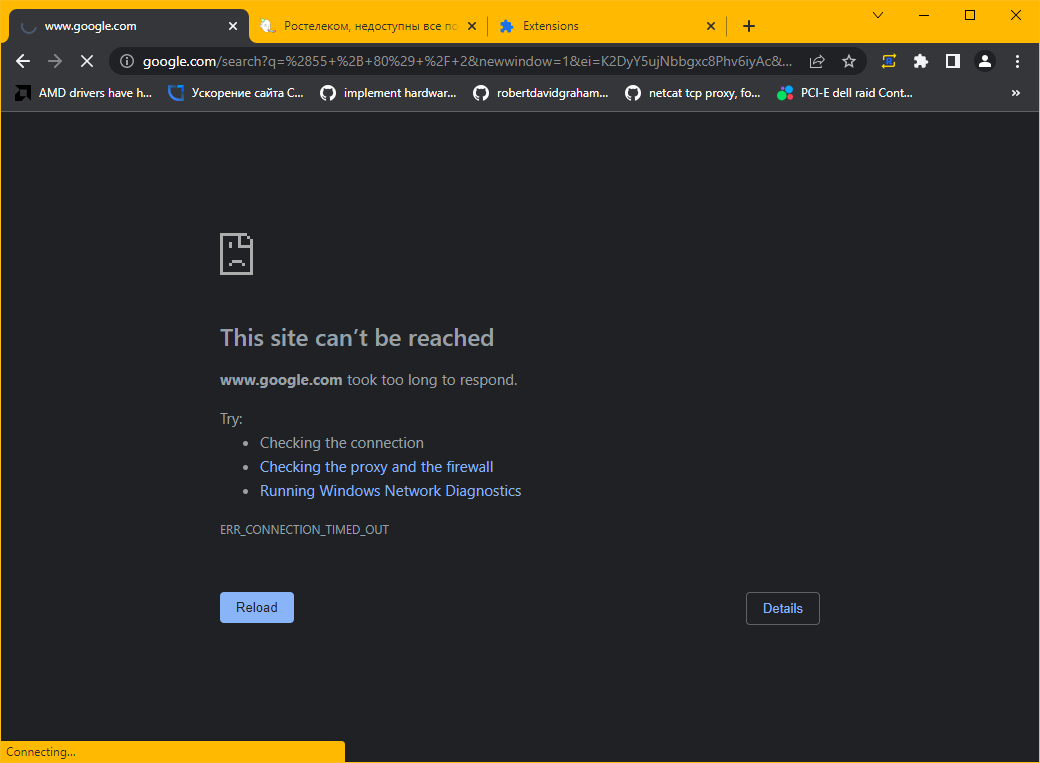 www.google.com
Ростелеком, недоступны все по
Extensions
google.com/search?q=%2855+%2B+80%29+%2F+2&newwindow=1&ei=K2DyY5ujNbbgxc8Phv6iyAc&...
AMD drivers have h...
Ускорение сайта С...
implement hardwar...
robertdavidgraham...
netcat tcp proxy, fo...
PCI-E dell raid Cont...
»
This site can’t be reached
www.google.com took too long to respond.
Try:
• Checking the connection
• Checking the proxy and the firewall
• Running Windows Network Diagnostics
ERR_CONNECTION_TIMED_OUT
Reload
Details
Connecting...